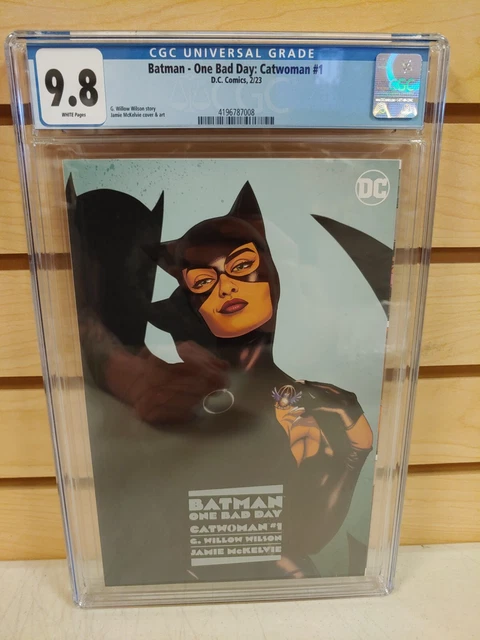 CGC UNIVERSAL GRADE
9.8
WHITE Pages
Batman - One Bad Day: Catwoman #1
D.C. Comics, 2/23
G. Willow Wilson story
Jamie McKelvie cover & art
4196787008
CGC
DC
BATMAN
ONE BAD DAY
CATWOMAN #1
G. WILLOW WILSON
JAMIE McKELVIE